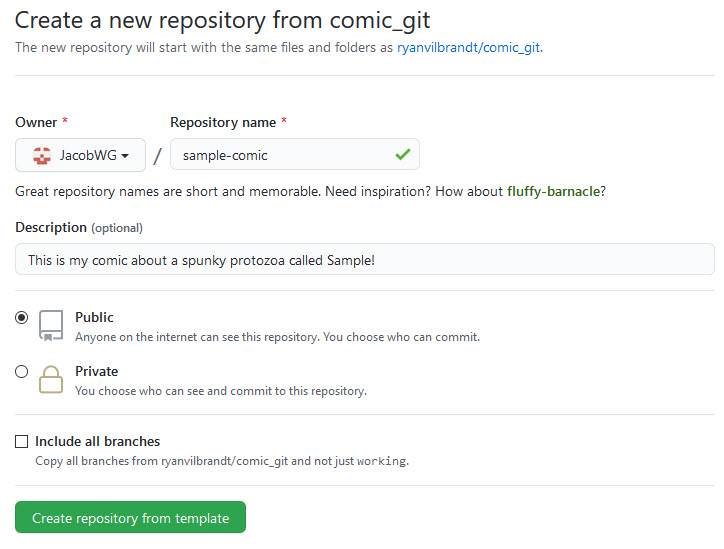 Create a new repository from comic_git
The new repository will start with the same files and folders as ryanvilbrandt/comic_git.
Owner * Repository name *
JacobWG / sample-comic
Great repository names are short and memorable. Need inspiration? How about fluffy-barnacle?
Description (optional)
This is my comic about a spunky protozoa called Sample!
Public
Anyone on the internet can see this repository. You choose who can commit.
Private
You choose who can see and commit to this repository.
Include all branches
Copy all branches from ryanvilbrandt/comic_git and not just working.
Create repository from template